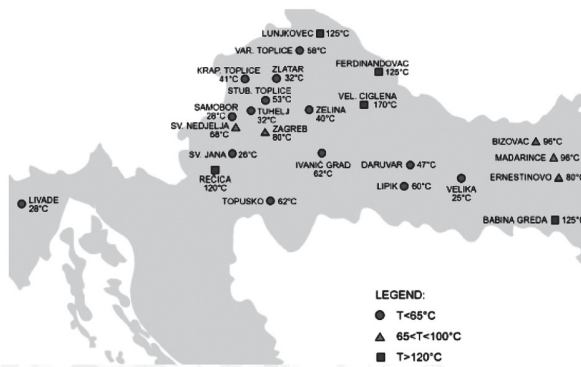 LUNJKOVEC 125°C
VAR. TOPLICE 58°C
FERDINANDOVAC
125°C
KRAP. TOPLICE
41°C
ZLATAR
32°C
STUB. TOPLICE
53°C
VEL. CIGLENA
170°C
SAMOBOR
28°C
TUHELJ
32°C
ZELINA
40°C
SV. NEDJELJA
68°C
ZAGREB
80°C
BIZOVAC 96°C
MADARINCE 96°C
SV. JANA 26°C
IVANIĆ GRAD
62°C
DARUVAR 47°C
REČICA
120°C
ERNESTINOVO 80°C
LIPIK 60°C
VELIKA
25°C
LIVADE
28°C
TOPUSKO 62°C
BABINA GREDA 125°C
LEGEND:
T<65°C
65<T<100°C
T>120°C